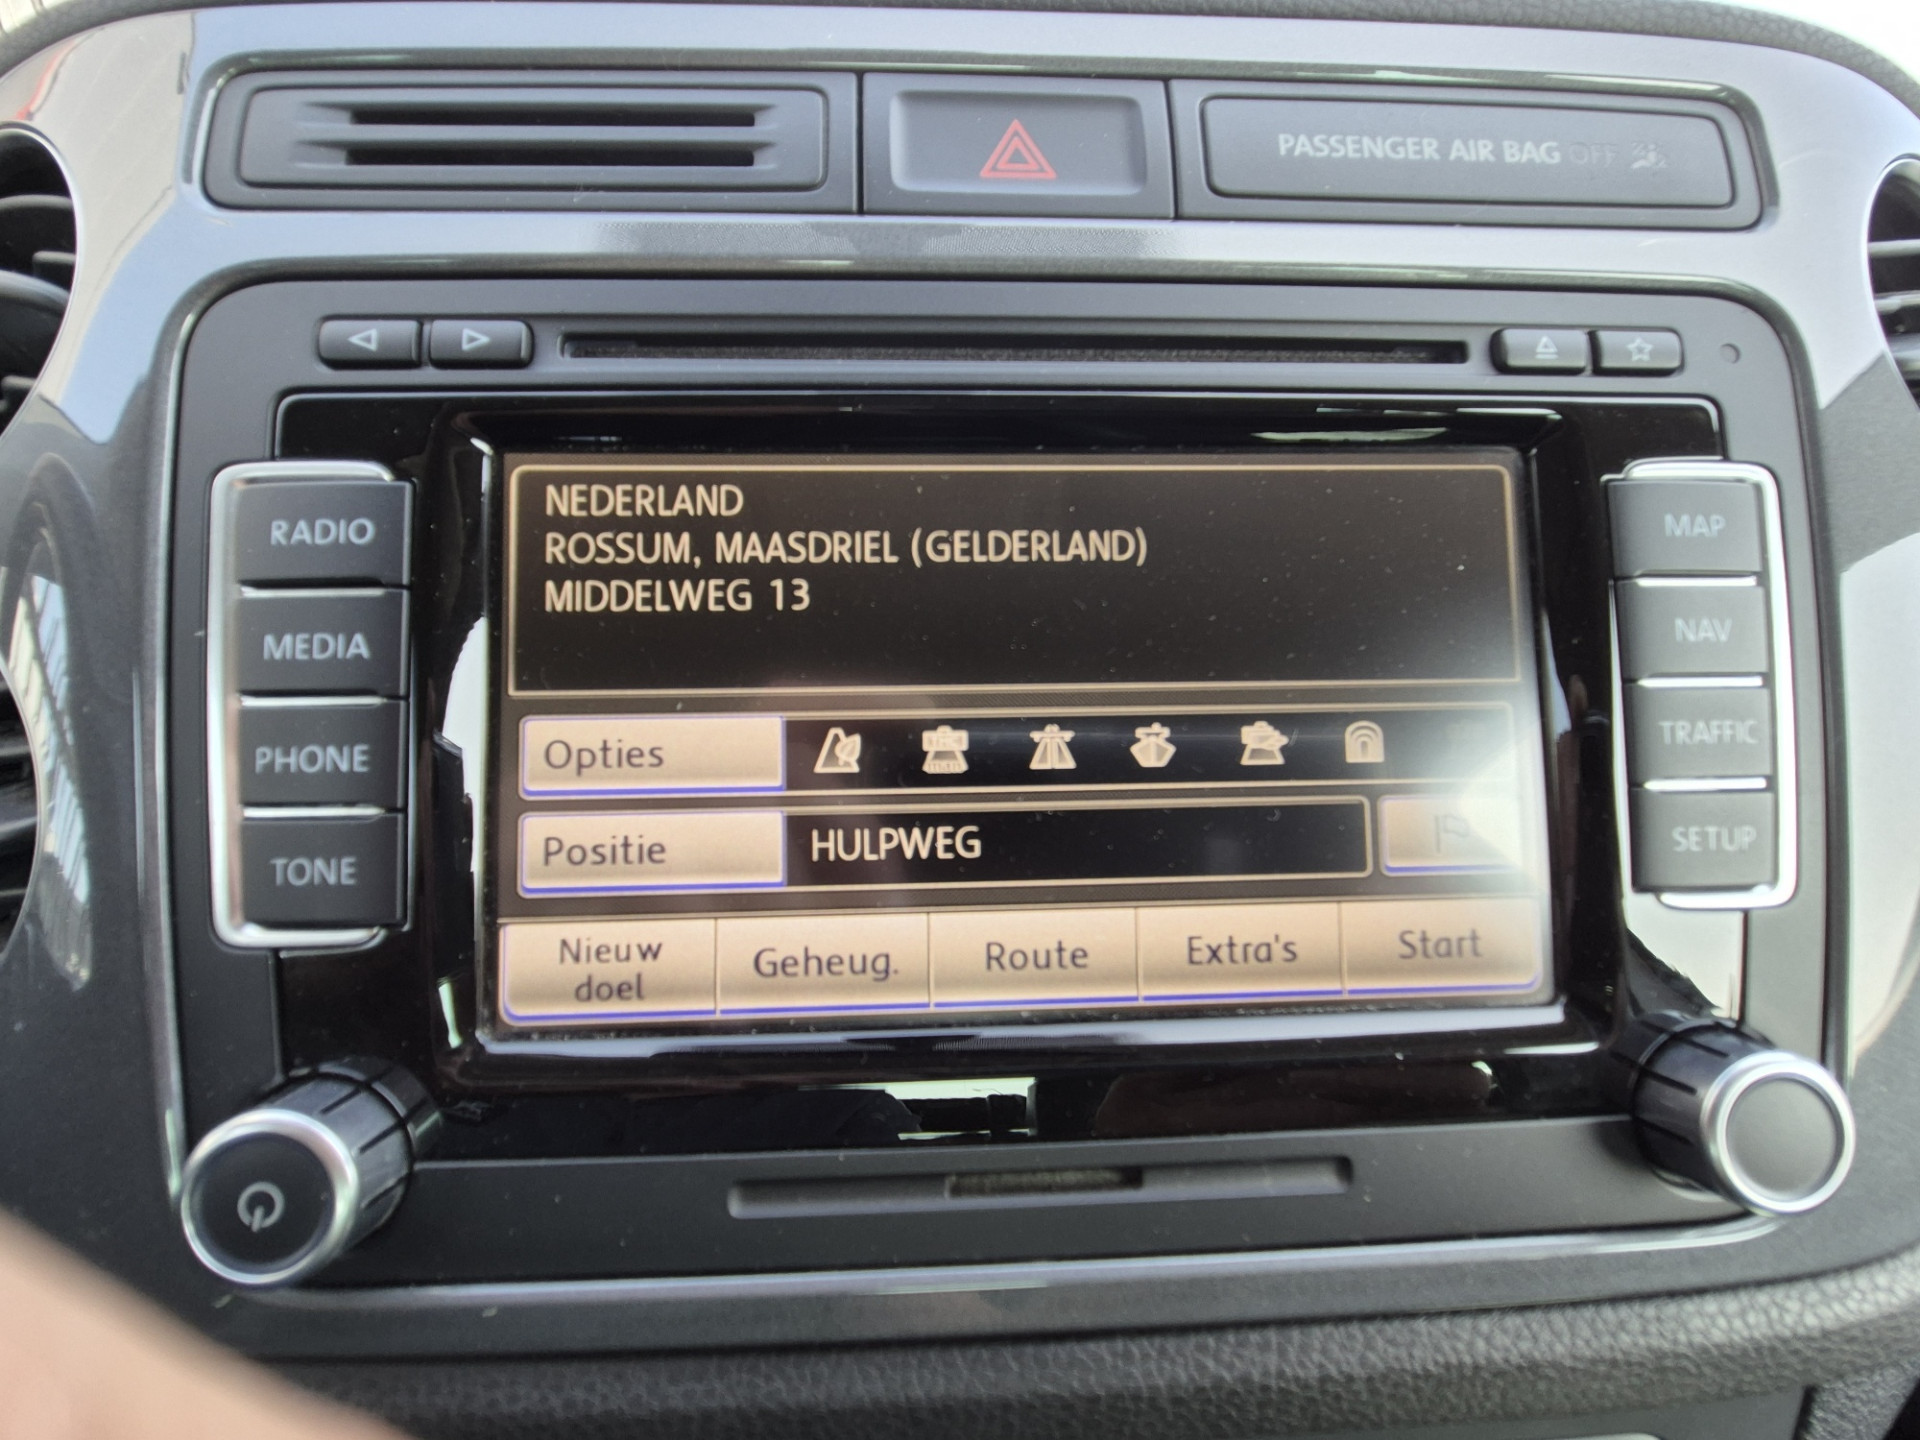 PASSENGER AIR BAG OFF
RADIO
MEDIA
PHONE
TONE
NEDERLAND
ROSSUM, MAASDRIEL (GELDERLAND)
MIDDELWEG 13
Opties
Positie
HULPWEG
Nieuw
doel
Geheug.
Route
Extra's
Start
MAP
NAV
TRAFFIC
SETUP